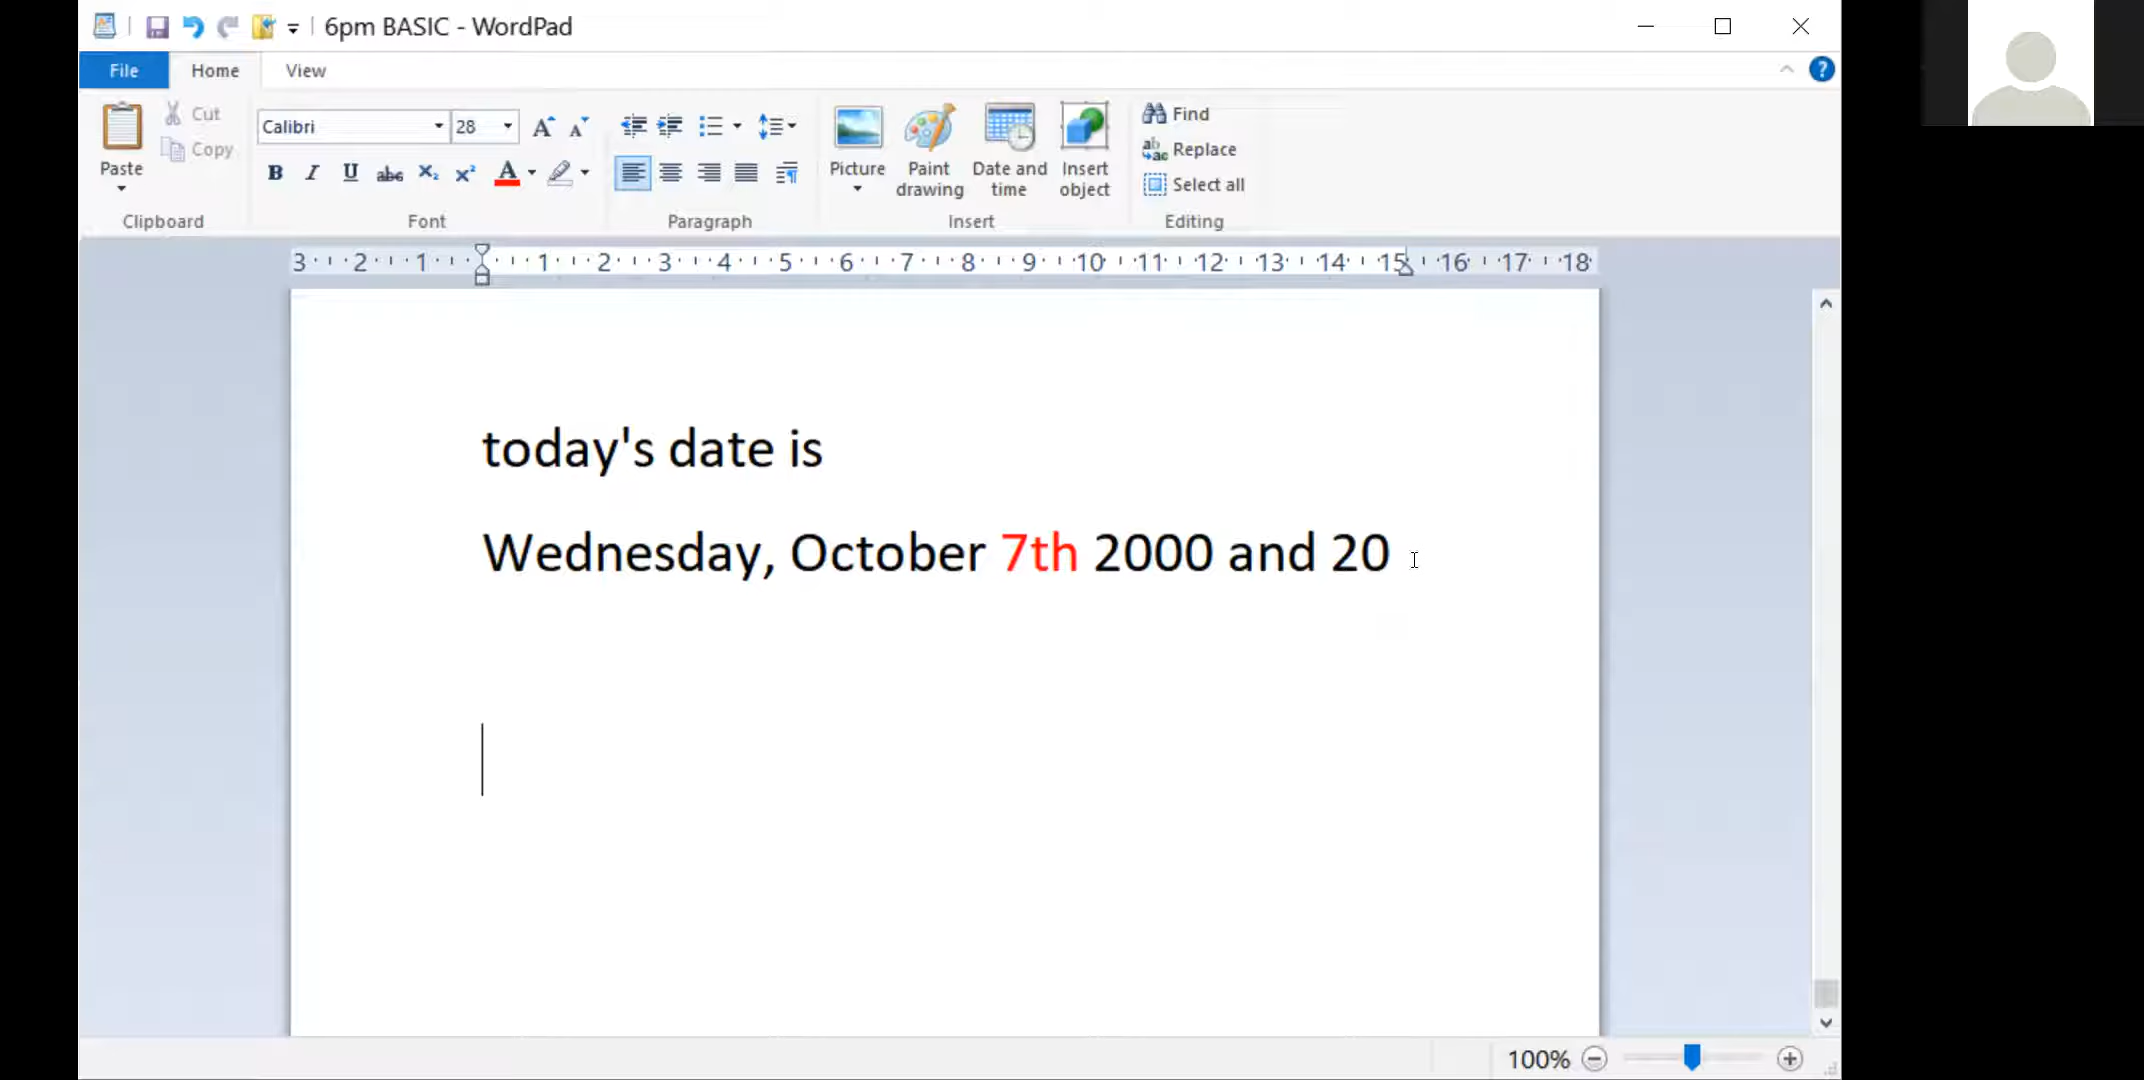 6pm BASIC - WordPad
File Home View
Paste
Cut
Copy
Clipboard
Calibri 28
B I U abc X₂ X² A
Font
Paragraph
Picture
Paint drawing
Date and time
Insert object
Insert
Find
Replace
Select all
Editing
3 2 1 1 2 3 4 5 6 7 8 9 10 11 12 13 14 15 16 17 18
today's date is
Wednesday, October 7th 2000 and 20
100%